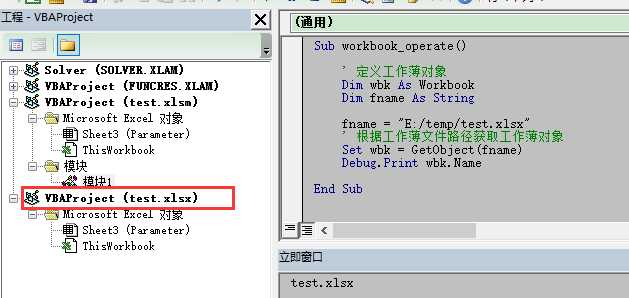 工程 - VBAProject
Solver (SOLVER.XLAM)
VBAProject (FUNCRES.XLAM)
VBAProject (test.xlsm)
Microsoft Excel 对象
Sheet3 (Parameter)
ThisWorkbook
模块
模块1
VBAProject (test.xlsx)
Microsoft Excel 对象
Sheet3 (Parameter)
ThisWorkbook
(通用)
Sub workbook_operate()
' 定义工作薄对象
Dim wbk As Workbook
Dim fname As String
fname = "E:/temp/test.xlsx"
' 根据工作薄文件路径获取工作薄对象
Set wbk = GetObject(fname)
Debug.Print wbk.Name
End Sub
立即窗口
test.xlsx